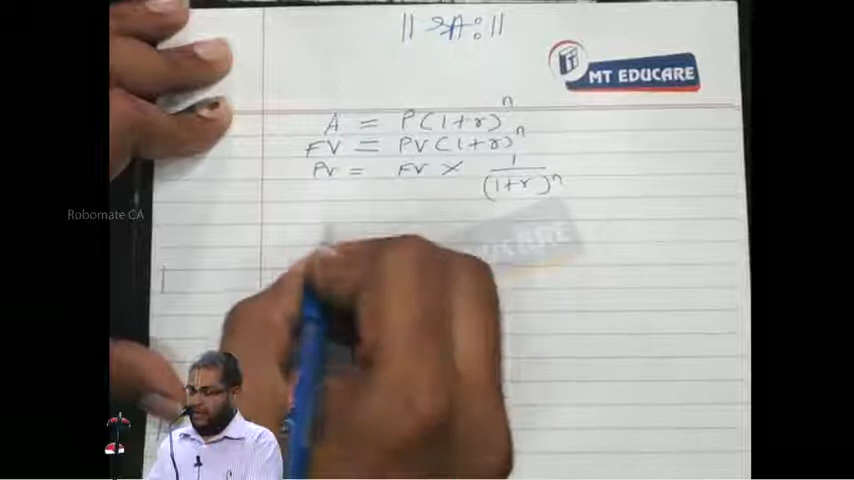 || श्री: ||
MT EDUCARE
A = P(1+r)^n
FV = PV(1+r)^n
PV = FV × 1/(1+r)^n
Robomate CA